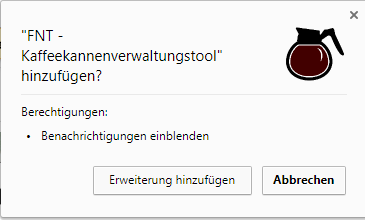 "FNT -
Kaffeekannenverwaltungstool"
hinzufügen?
Berechtigungen:
• Benachrichtigungen einblenden
Erweiterung hinzufügen
Abbrechen